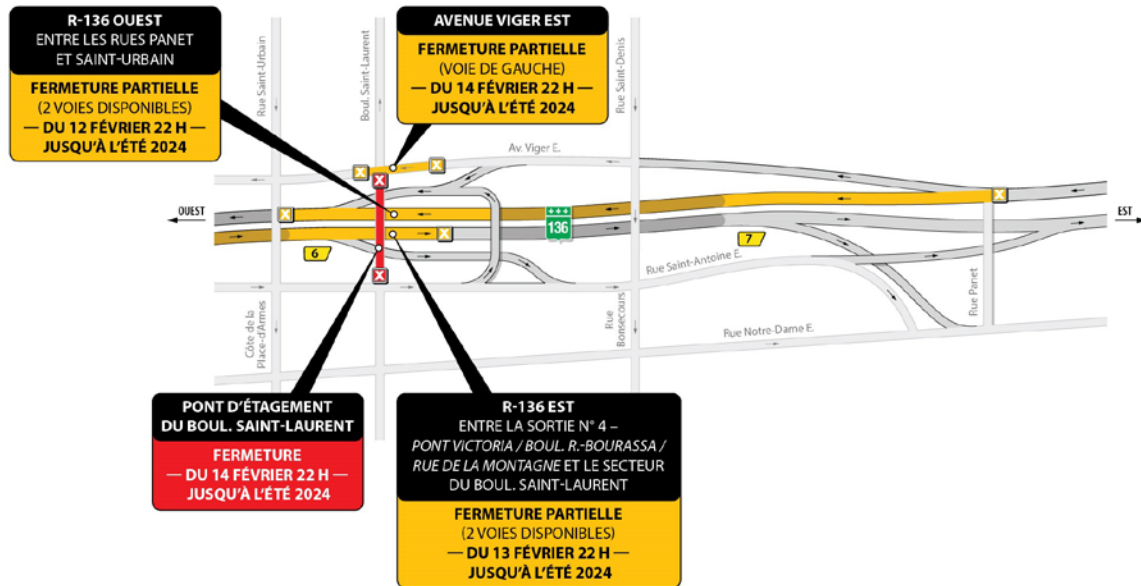 R-136 OUEST
ENTRE LES RUES PANET
ET SAINT-URBAIN
FERMETURE PARTIELLE
(2 VOIES DISPONIBLES)
— DU 12 FÉVRIER 22 H —
JUSQU'À L'ÉTÉ 2024
AVENUE VIGER EST
FERMETURE PARTIELLE
(VOIE DE GAUCHE)
— DU 14 FÉVRIER 22 H —
JUSQU'À L'ÉTÉ 2024
Rue Saint-Urbain
Boul. Saint-Laurent
Rue Saint-Denis
Av. Viger E.
X
X
X
X
X
X
X
OUEST
EST
136
6
7
Rue Saint-Antoine E.
Rue Panet
Côte de la
Place-d'Armes
Rue
Bonsecours
Rue Notre-Dame E.
PONT D'ÉTAGEMENT
DU BOUL. SAINT-LAURENT
FERMETURE
— DU 14 FÉVRIER 22 H —
JUSQU'À L'ÉTÉ 2024
R-136 EST
ENTRE LA SORTIE N° 4 –
PONT VICTORIA / BOUL. R.-BOURASSA /
RUE DE LA MONTAGNE ET LE SECTEUR
DU BOUL. SAINT-LAURENT
FERMETURE PARTIELLE
(2 VOIES DISPONIBLES)
— DU 13 FÉVRIER 22 H —
JUSQU'À L'ÉTÉ 2024